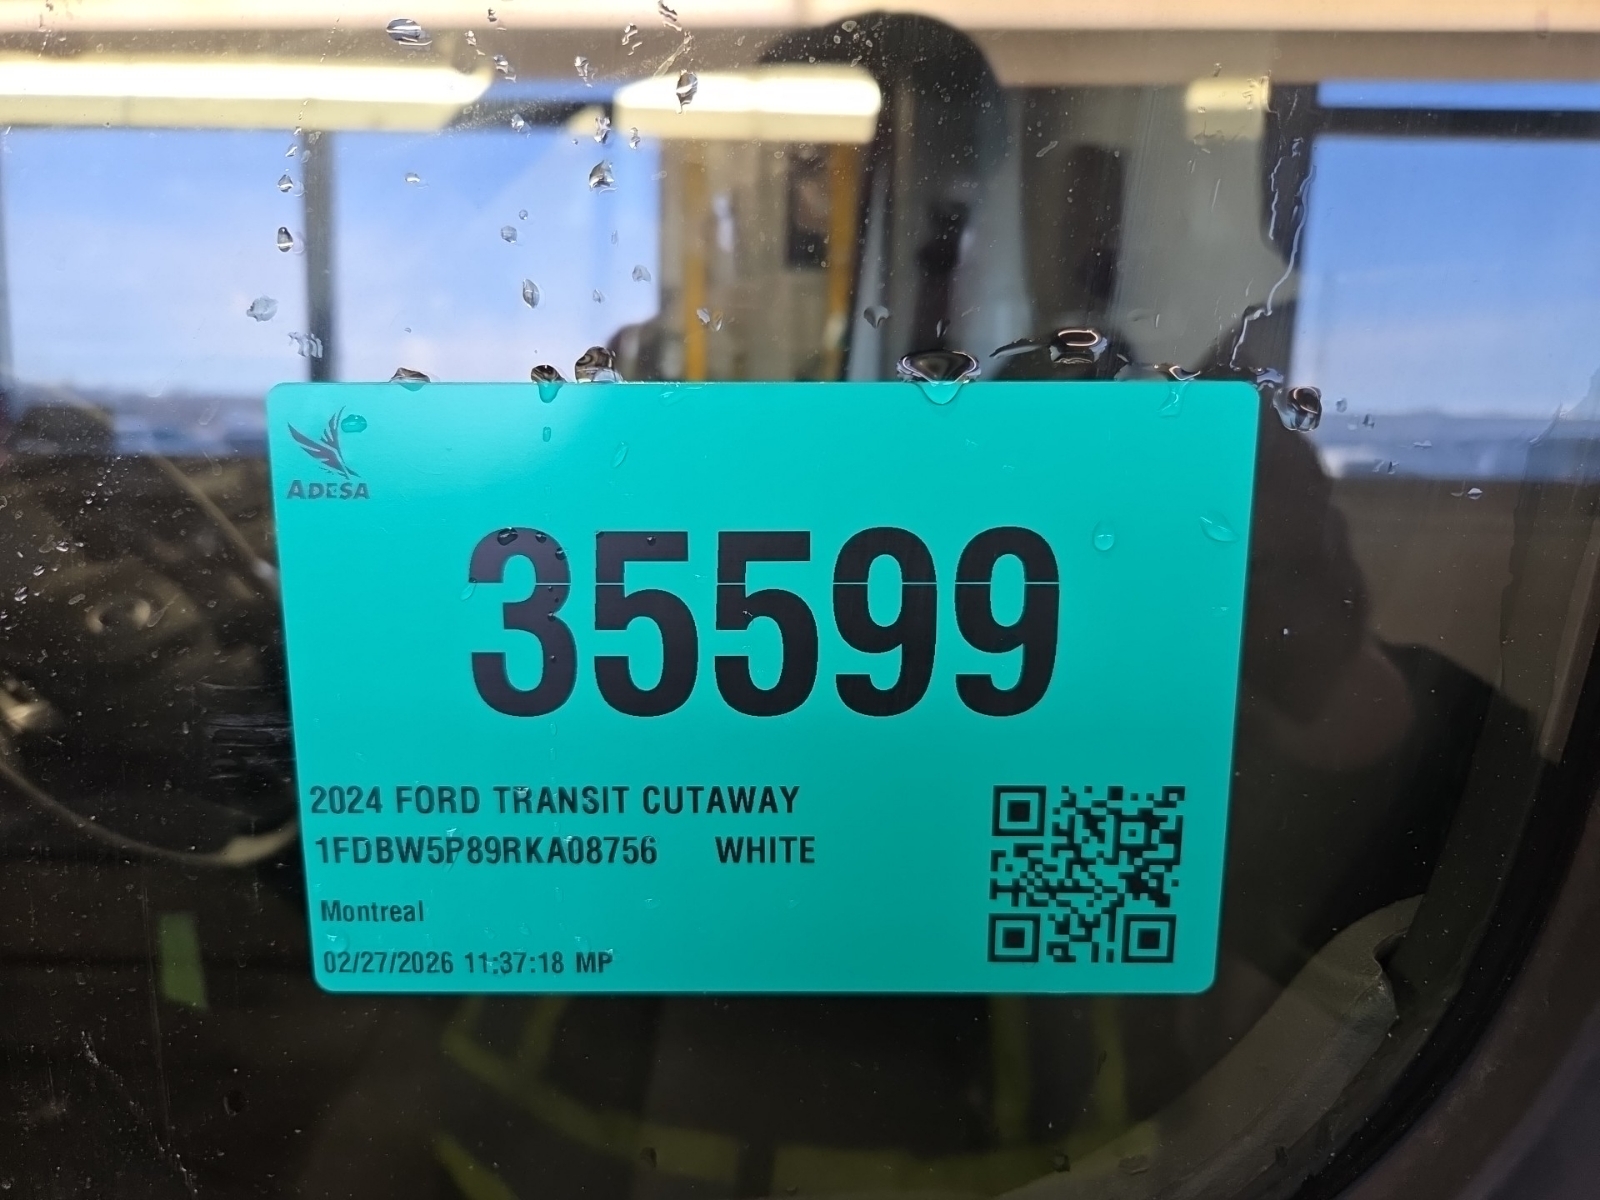 ADESA
35599
2024 FORD TRANSIT CUTAWAY
1FDBW5P89RKA08756 WHITE
Montreal
02/27/2026 11:37:18 MP